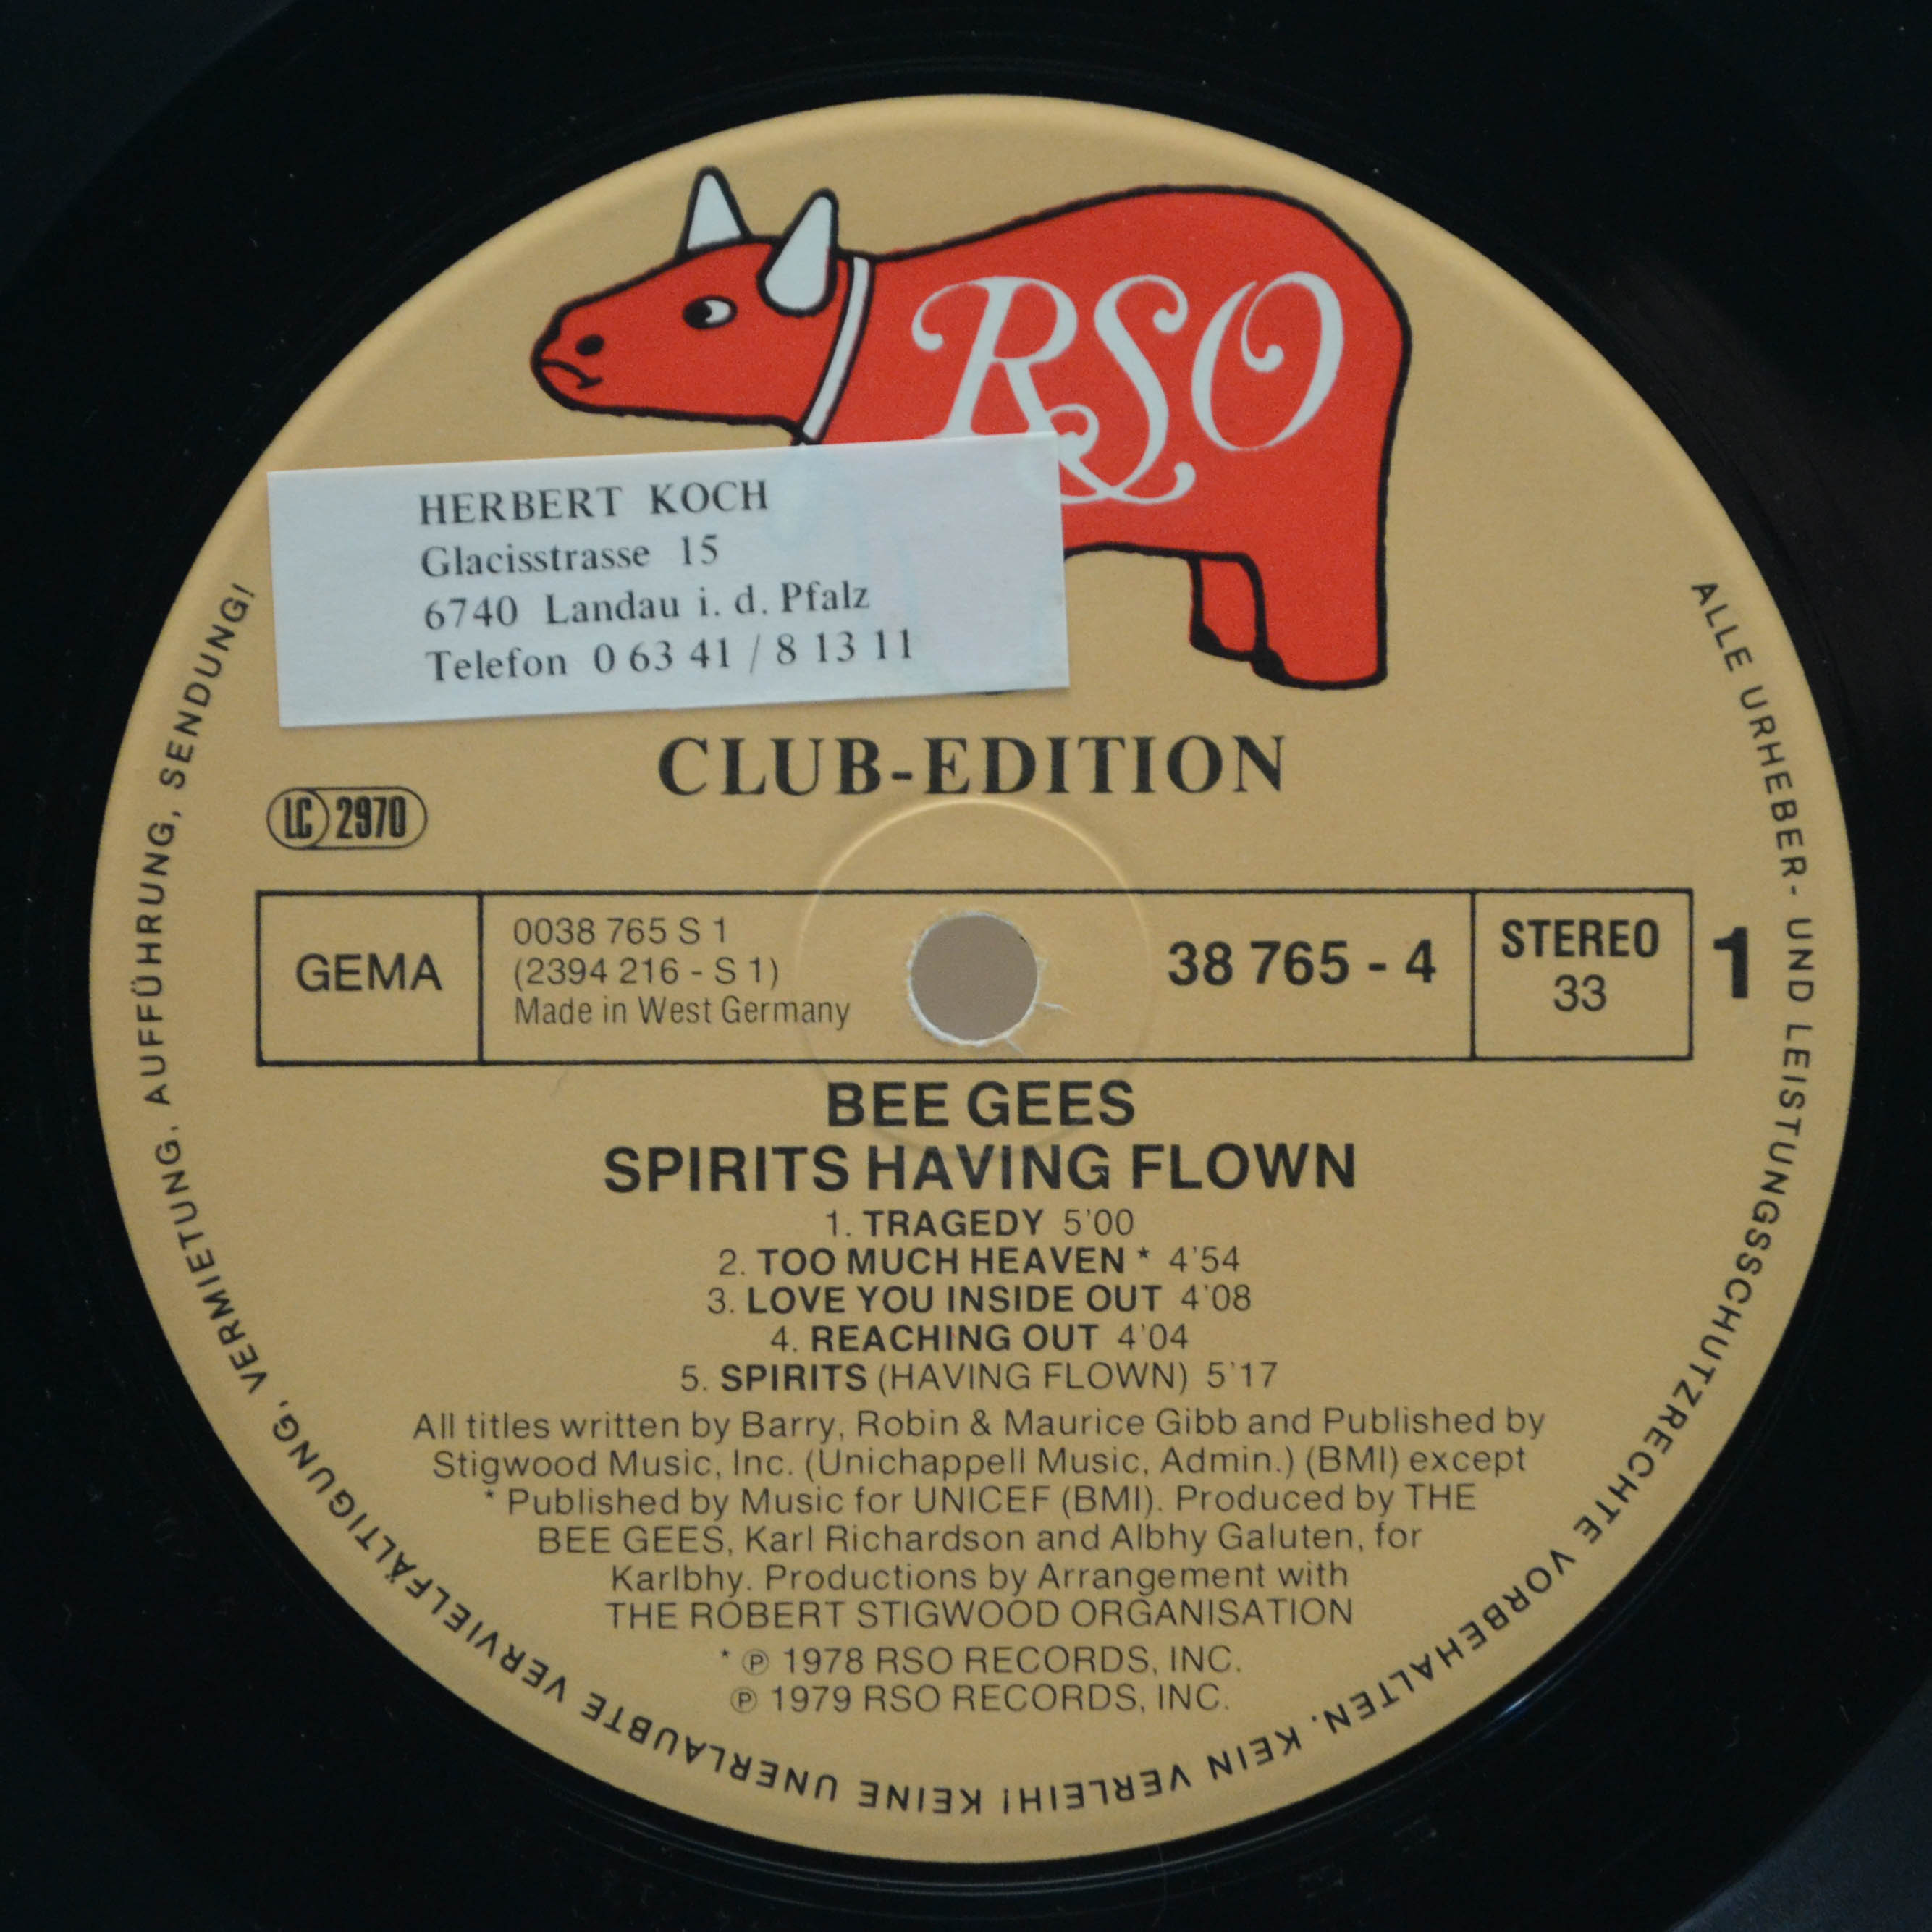 RSO
HERBERT KOCH
Glacisstrasse 15
6740 Landau i. d. Pfalz
Telefon 0 63 41 / 8 13 11
CLUB-EDITION
LC 2970
GEMA
0038 765 S 1
(2394 216 - S 1)
Made in West Germany
38 765 - 4
STEREO
33
1
BEE GEES
SPIRITS HAVING FLOWN
1. TRAGEDY 5'00
2. TOO MUCH HEAVEN * 4'54
3. LOVE YOU INSIDE OUT 4'08
4. REACHING OUT 4'04
5. SPIRITS (HAVING FLOWN) 5'17
All titles written by Barry, Robin & Maurice Gibb and Published by
Stigwood Music, Inc. (Unichappell Music, Admin.) (BMI) except
* Published by Music for UNICEF (BMI). Produced by THE
BEE GEES, Karl Richardson and Albhy Galuten, for
Karlbhy. Productions by Arrangement with
THE ROBERT STIGWOOD ORGANISATION
* ℗ 1978 RSO RECORDS, INC.
℗ 1979 RSO RECORDS, INC.
ALLE URHEBER- UND LEISTUNGSSCHUTZRECHTE VORBEHALTEN. KEIN VERLEIH! KEINE UNERLAUBTE VERVIELFÄLTIGUNG, VERMIETUNG, AUFFÜHRUNG, SENDUNG!